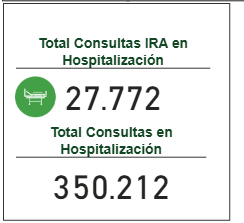 Total Consultas IRA en
Hospitalización
27.772
Total Consultas en
Hospitalización
350.212